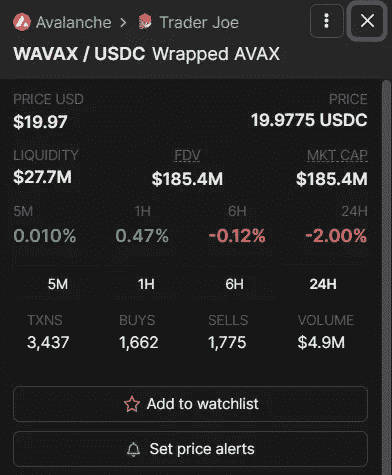 Avalanche > Trader Joe
WAVAX / USDC Wrapped AVAX
PRICE USD PRICE
$19.97 19.9775 USDC
LIQUIDITY FDV MKT CAP
$27.7M $185.4M $185.4M
5M 1H 6H 24H
0.010% 0.47% -0.12% -2.00%
5M 1H 6H 24H
TXNS BUYS SELLS VOLUME
3,437 1,662 1,775 $4.9M
Add to watchlist
Set price alerts